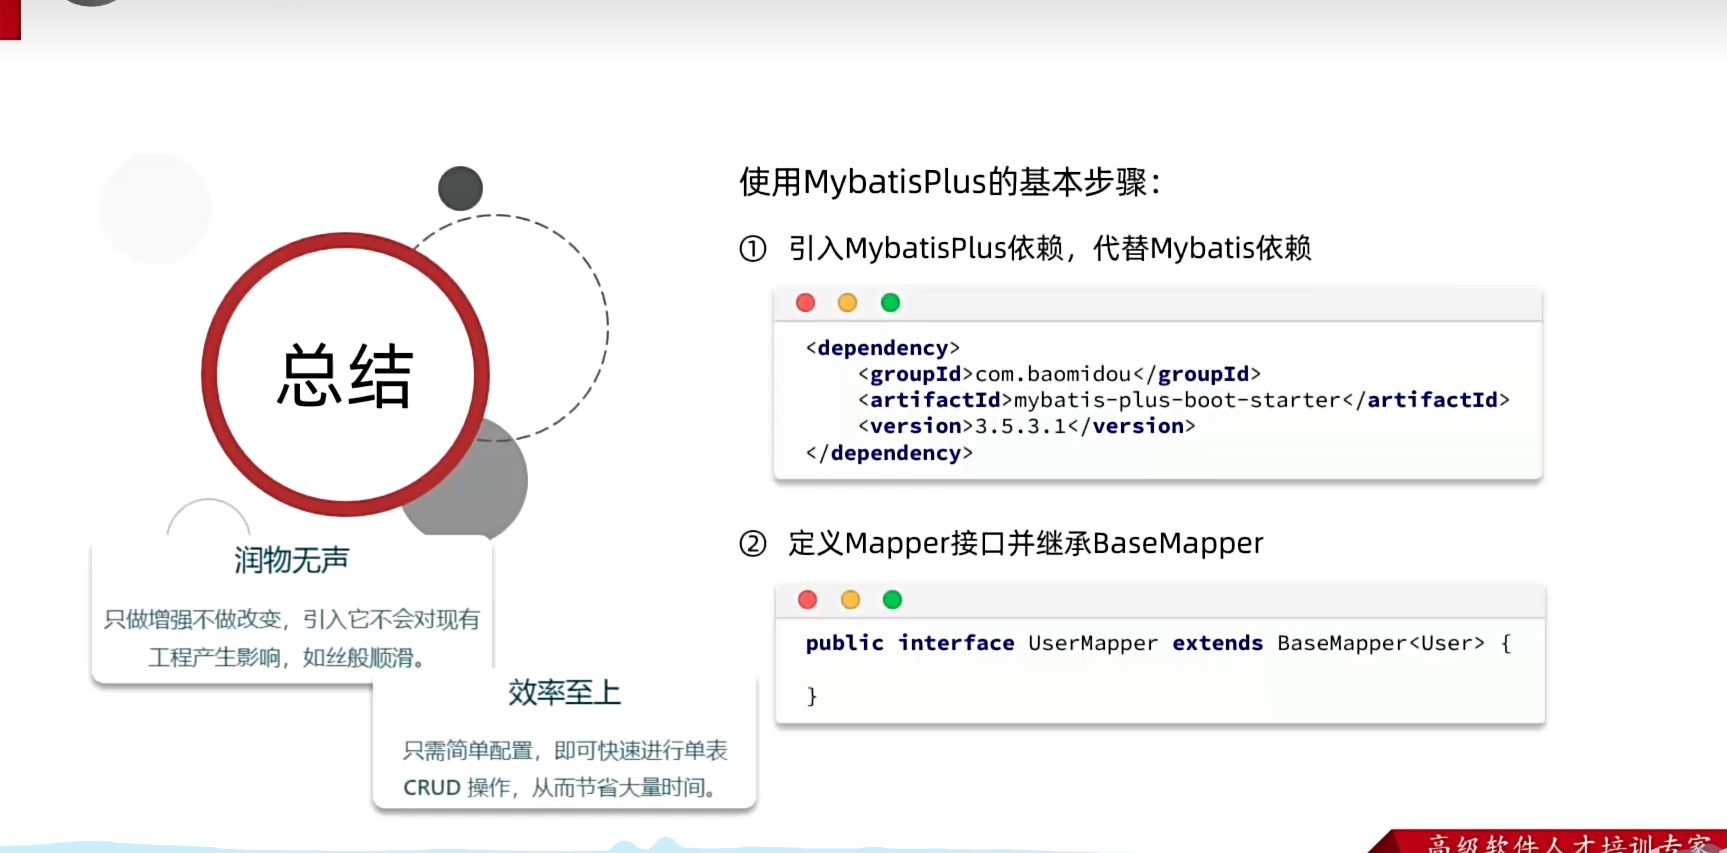 总结
润物无声
只做增强不做改变，引入它不会对现有
工程产生影响，如丝般顺滑。
效率至上
只需简单配置，即可快速进行单表
CRUD 操作，从而节省大量时间。
使用MybatisPlus的基本步骤：
① 引入MybatisPlus依赖，代替Mybatis依赖
<dependency>
    <groupId>com.baomidou</groupId>
    <artifactId>mybatis-plus-boot-starter</artifactId>
    <version>3.5.3.1</version>
</dependency>
② 定义Mapper接口并继承BaseMapper
public interface UserMapper extends BaseMapper<User> {
}
高级软件人才培训专家